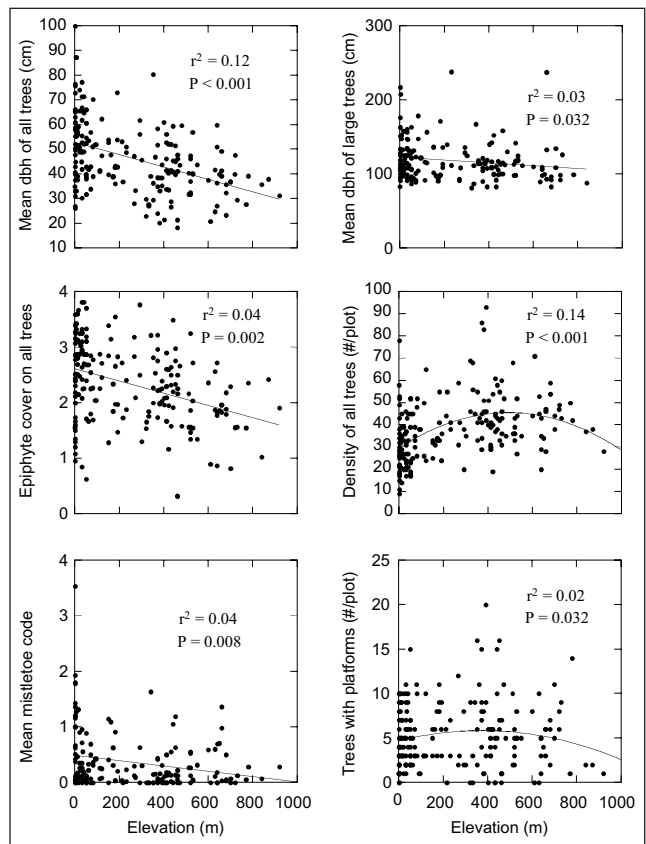 Mean dbh of all trees (cm)
100
90
80
70
60
50
40
30
20
10
r² = 0.12
P < 0.001
Mean dbh of large trees (cm)
300
200
100
0
r² = 0.03
P = 0.032
Epiphyte cover on all trees
4
3
2
1
0
r² = 0.04
P = 0.002
Density of all trees (#/plot)
100
90
80
70
60
50
40
30
20
10
0
r² = 0.14
P < 0.001
Mean mistletoe code
4
3
2
1
0
r² = 0.04
P = 0.008
0 200 400 600 800 1000
Elevation (m)
Trees with platforms (#/plot)
25
20
15
10
5
0
r² = 0.02
P = 0.032
0 200 400 600 800 1000
Elevation (m)